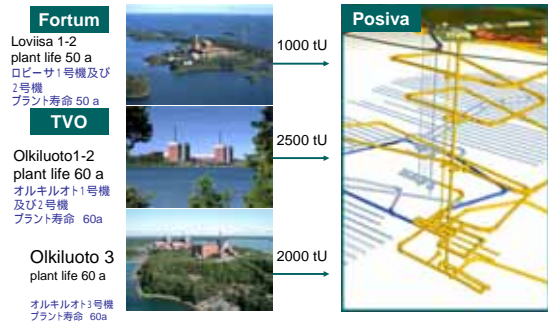 Fortum
Loviisa 1-2
plant life 50 a
ロビーサ1号機及び
2号機
プラント寿命 50 a
1000 tU
TVO
Olkiluoto1-2
plant life 60 a
オルキルオト1号機
及び2号機
プラント寿命 60a
2500 tU
Olkiluoto 3
plant life 60 a
オルキルオト3号機
プラント寿命 60a
2000 tU
Posiva